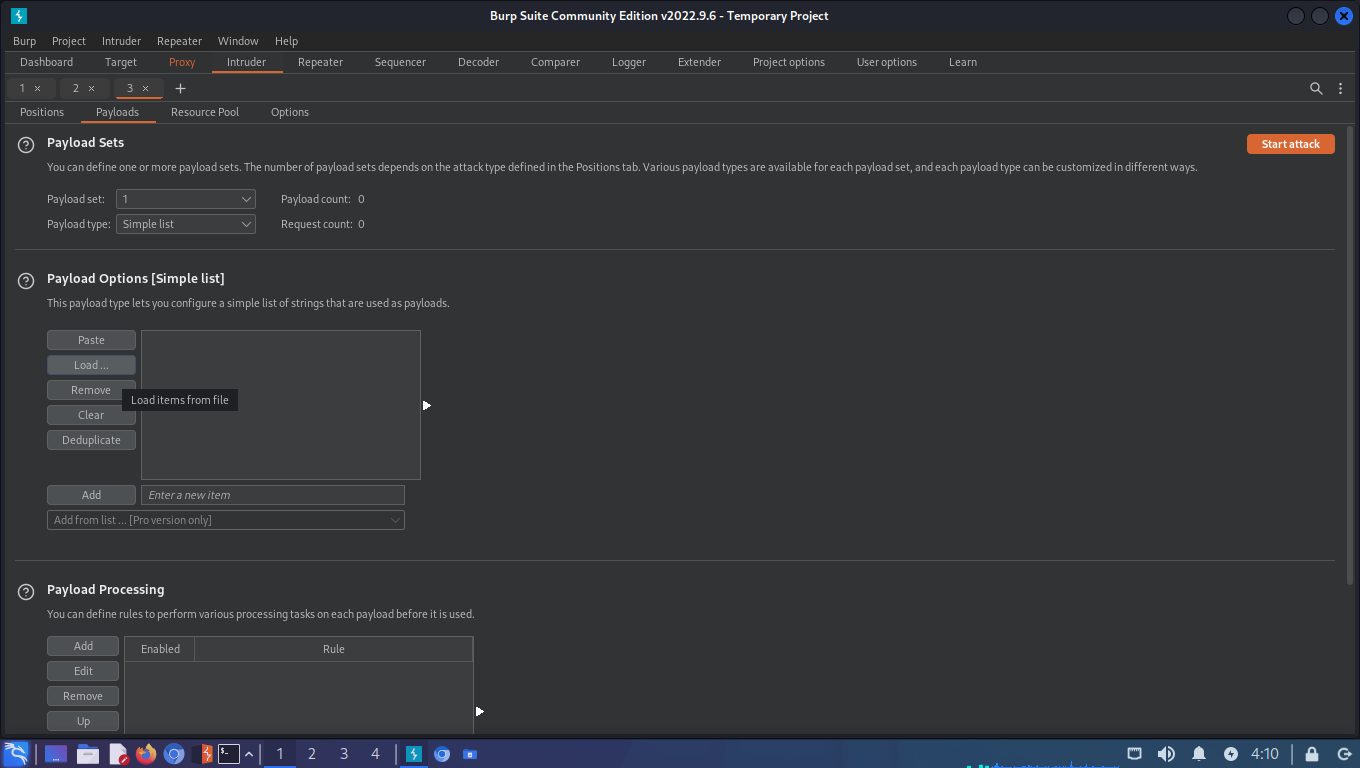 Burp Suite Community Edition v2022.9.6 - Temporary Project
Burp Project Intruder Repeater Window Help
Dashboard Target Proxy Intruder Repeater Sequencer Decoder Comparer Logger Extender Project options User options Learn
1 × 2 × 3 × +
Positions Payloads Resource Pool Options
? Payload Sets Start attack
You can define one or more payload sets. The number of payload sets depends on the attack type defined in the Positions tab. Various payload types are available for each payload set, and each payload type can be customized in different ways.
Payload set: 1 Payload count: 0
Payload type: Simple list Request count: 0
? Payload Options [Simple list]
This payload type lets you configure a simple list of strings that are used as payloads.
Paste
Load ...
Remove
Load items from file
Clear
Deduplicate
Add Enter a new item
Add from list ... [Pro version only]
? Payload Processing
You can define rules to perform various processing tasks on each payload before it is used.
Add Enabled Rule
Edit
Remove
Up
$_ 1 2 3 4 4:10